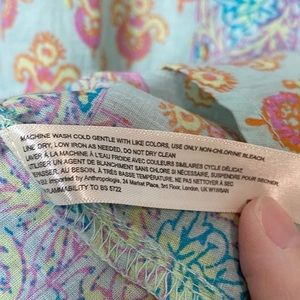 MACHINE WASH COLD GENTLE WITH LIKE COLORS, USE ONLY NON-CHLORINE BLEACH,
LINE DRY, LOW IRON AS NEEDED, DO NOT DRY CLEAN
LAVER À LA MACHINE À L'EAU FROIDE AVEC COULEURS SIMILAIRES CYCLE DÉLICAT
UTILISER UN AGENT DE BLANCHIMENT SANS CHLORE SI NÉCESSAIRE, SUSPENDRE POUR SÉCHER
REPASSER, AU BESOIN, À TRÈS BASSE TEMPÉRATURE, NE PAS NETTOYER À SEC
imported by Anthropologie, 54 Market Place, 3rd Floor, London, UK
FLAMMABILITY TO BS 5722